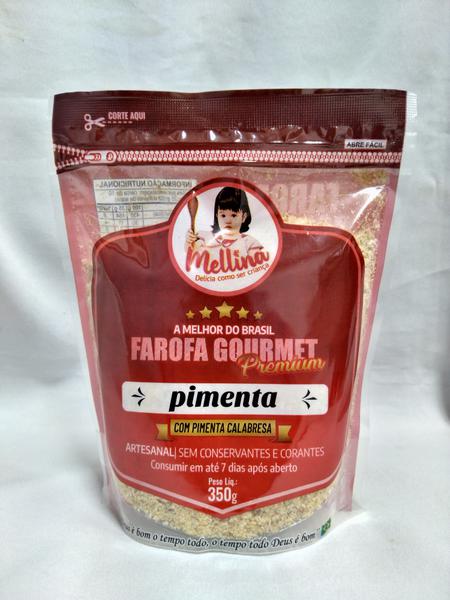 CORTE AQUI
ABRE FÁCIL
INFORMAÇÃO NUTRICIONAL
Mellina
Delícia como ser criança
A MELHOR DO BRASIL
FAROFA GOURMET
Premium
pimenta
COM PIMENTA CALABRESA
ARTESANAL| SEM CONSERVANTES E CORANTES
Consumir em até 7 dias após aberto
Peso Líq.:
350g
é bom o tempo todo, o tempo todo Deus é bom